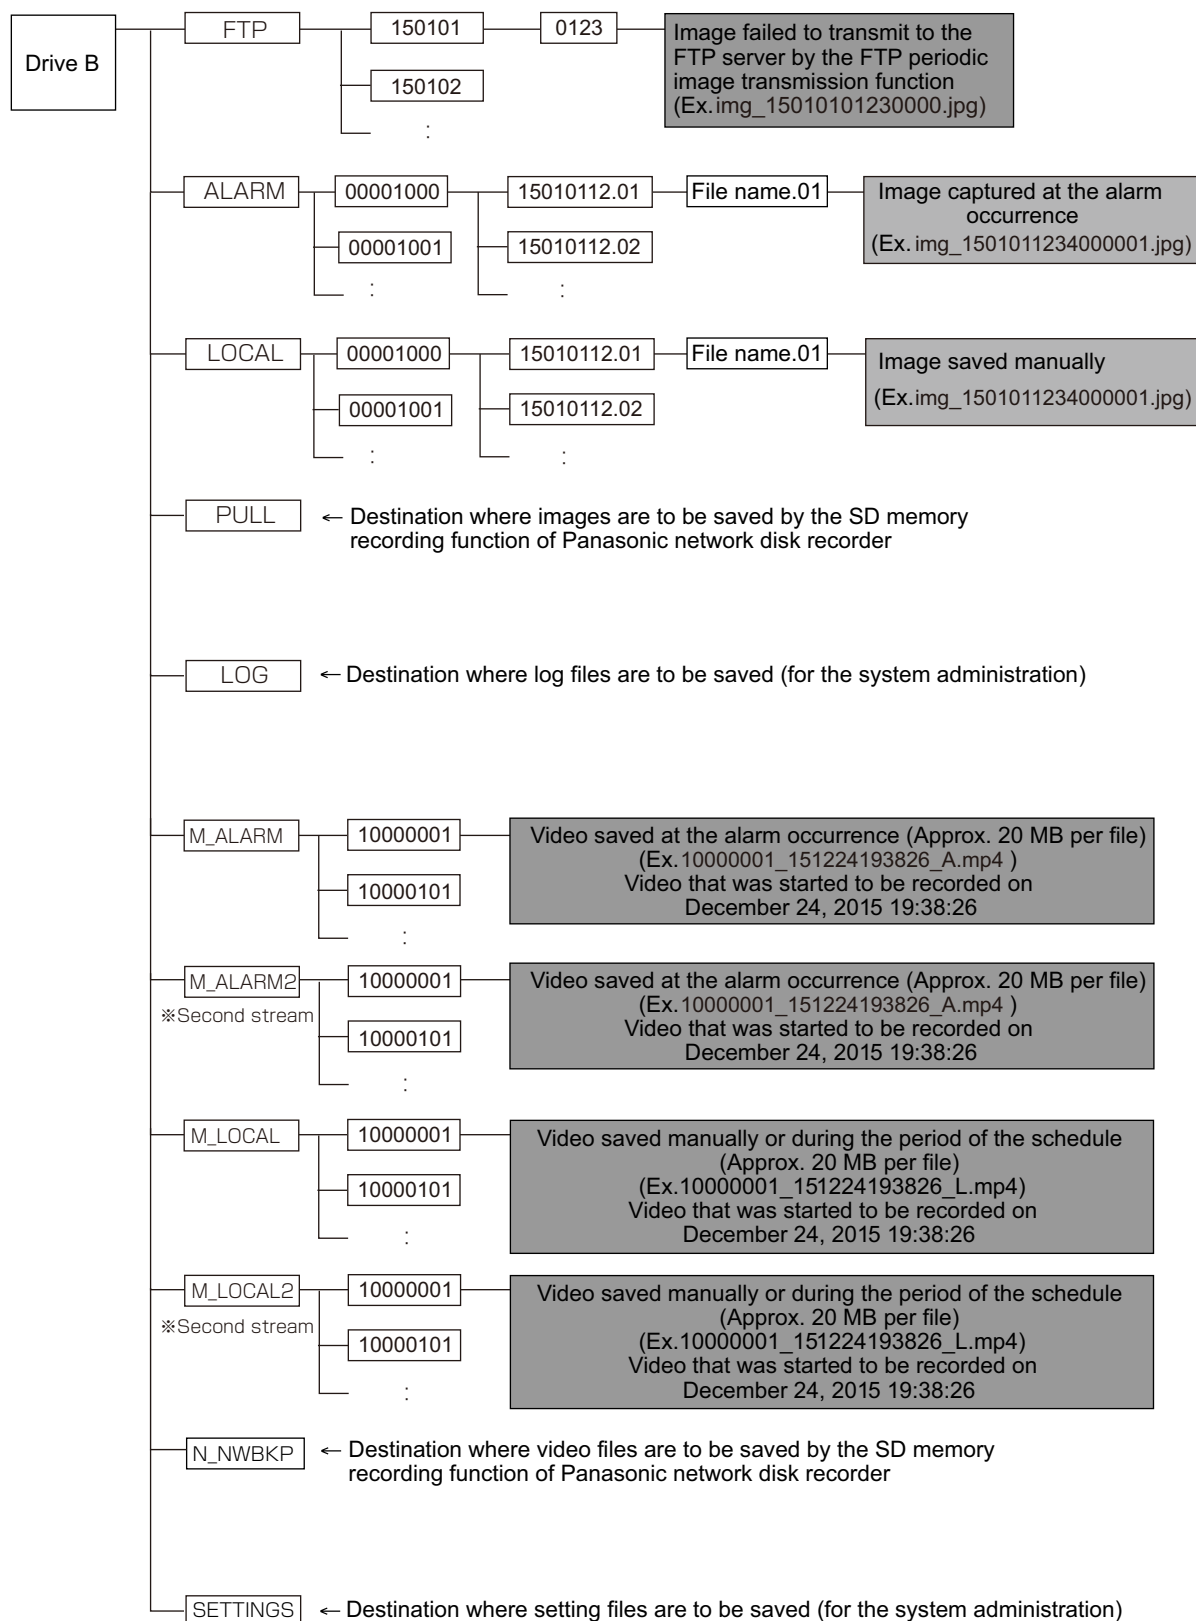 Drive B
FTP
150101
0123
Image failed to transmit to the
FTP server by the FTP periodic
image transmission function
(Ex.img_15010101230000.jpg)
150102
:
ALARM
00001000
15010112.01
File name.01
Image captured at the alarm
occurrence
(Ex. img_1501011234000001.jpg)
00001001
15010112.02
:
:
LOCAL
00001000
15010112.01
File name.01
Image saved manually
(Ex.img_1501011234000001.jpg)
00001001
15010112.02
:
:
PULL
← Destination where images are to be saved by the SD memory
recording function of Panasonic network disk recorder
LOG
← Destination where log files are to be saved (for the system administration)
M_ALARM
10000001
Video saved at the alarm occurrence (Approx. 20 MB per file)
(Ex.10000001_151224193826_A.mp4 )
Video that was started to be recorded on
December 24, 2015 19:38:26
10000101
:
M_ALARM2
※Second stream
10000001
Video saved at the alarm occurrence (Approx. 20 MB per file)
(Ex.10000001_151224193826_A.mp4 )
Video that was started to be recorded on
December 24, 2015 19:38:26
10000101
:
M_LOCAL
10000001
Video saved manually or during the period of the schedule
(Approx. 20 MB per file)
(Ex.10000001_151224193826_L.mp4)
Video that was started to be recorded on
December 24, 2015 19:38:26
10000101
:
M_LOCAL2
※Second stream
10000001
Video saved manually or during the period of the schedule
(Approx. 20 MB per file)
(Ex.10000001_151224193826_L.mp4)
Video that was started to be recorded on
December 24, 2015 19:38:26
10000101
:
N_NWBKP
← Destination where video files are to be saved by the SD memory
recording function of Panasonic network disk recorder
SETTINGS
← Destination where setting files are to be saved (for the system administration)